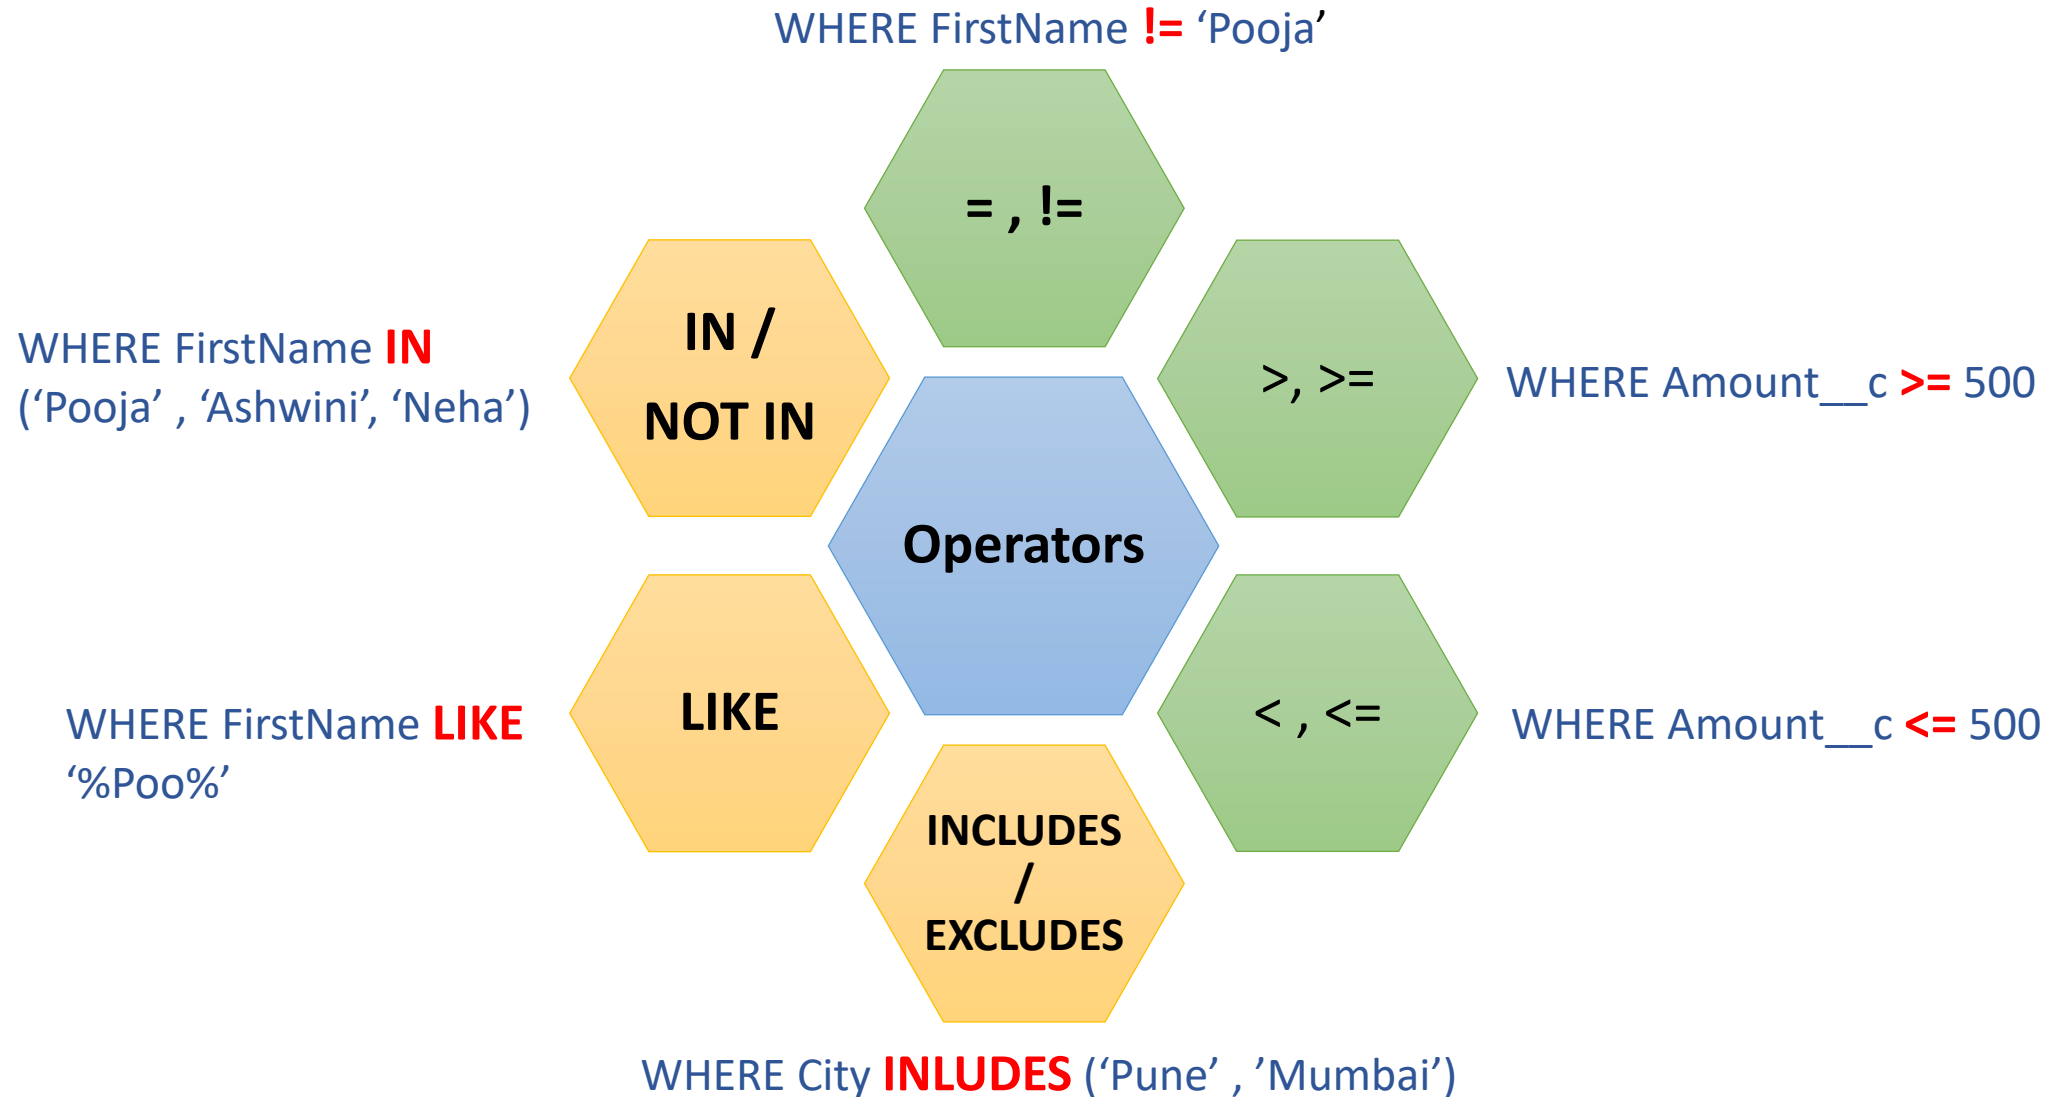 WHERE FirstName != ‘Pooja’
= , !=
IN /
NOT IN
WHERE FirstName IN
(‘Pooja’ , ‘Ashwini’, ‘Neha’)
>, >=
WHERE Amount__c >= 500
Operators
LIKE
WHERE FirstName LIKE
‘%Poo%’
< , <=
WHERE Amount__c <= 500
INCLUDES
/
EXCLUDES
WHERE City INLUDES (‘Pune’ , ’Mumbai’)